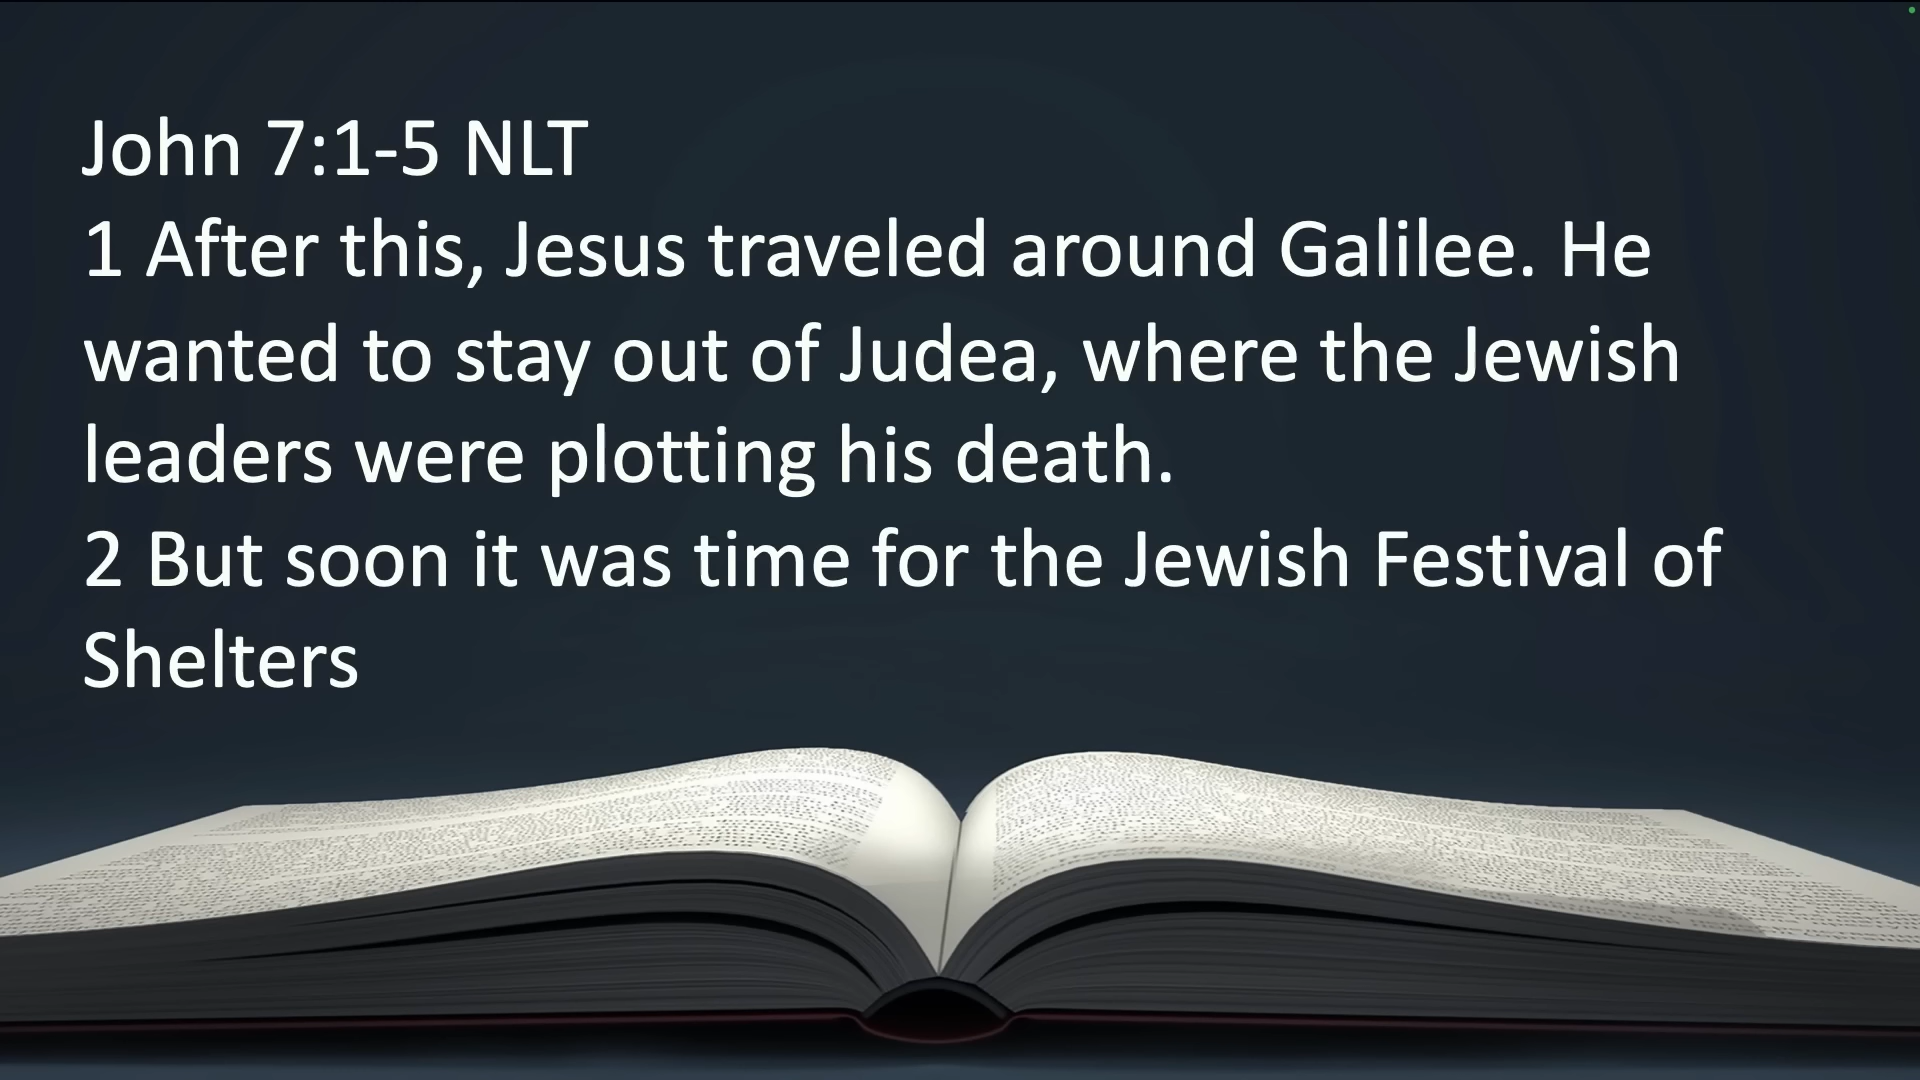 John 7:1-5 NLT
1 After this, Jesus traveled around Galilee. He
wanted to stay out of Judea, where the Jewish
leaders were plotting his death.
2 But soon it was time for the Jewish Festival of
Shelters